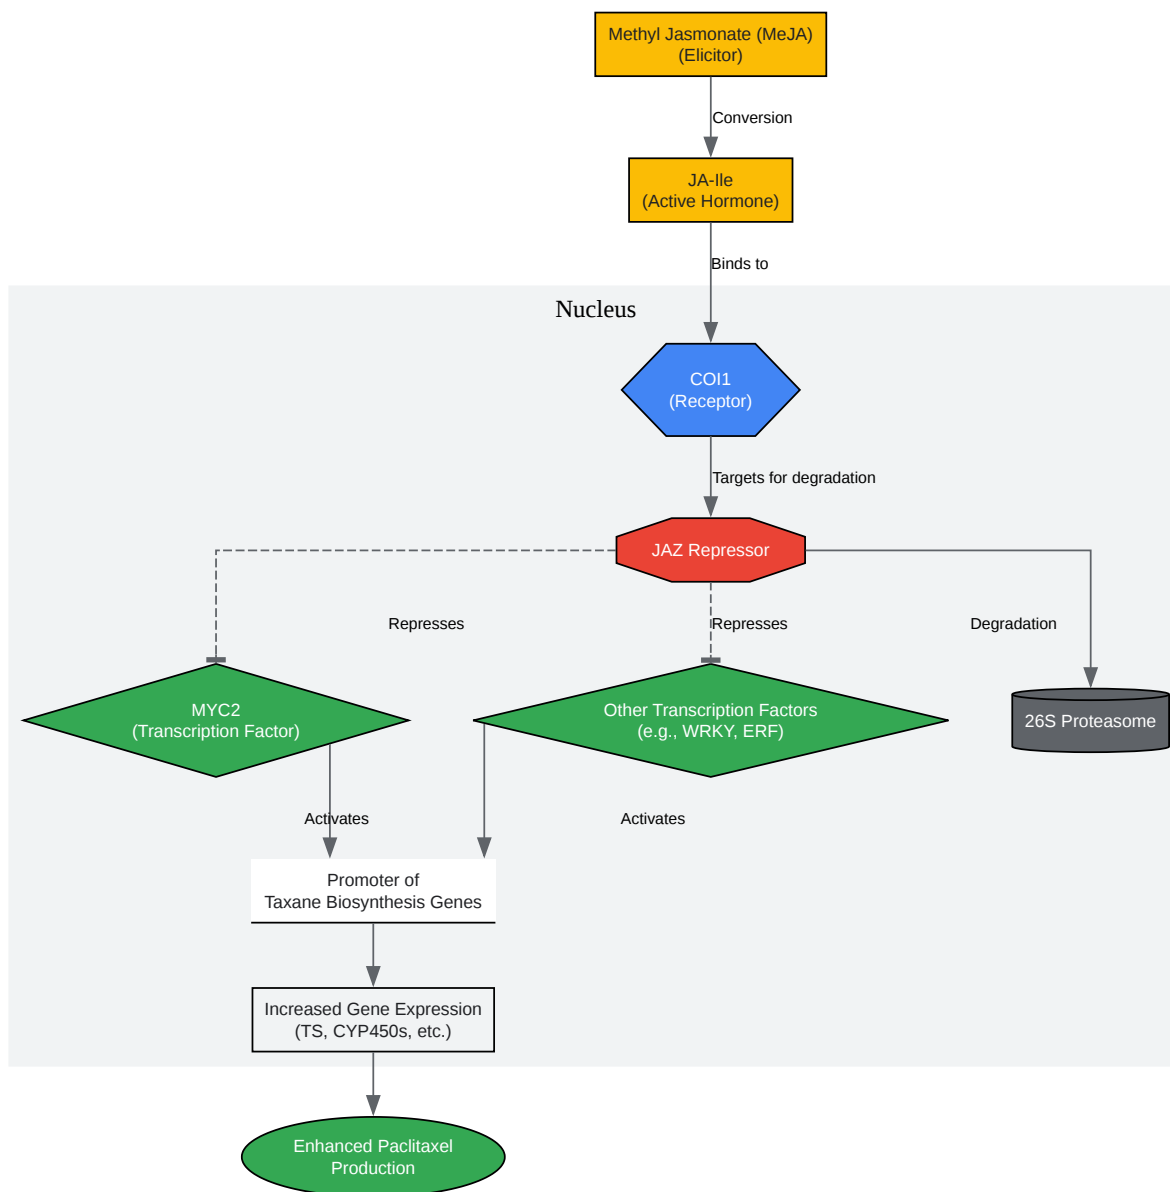 Methyl Jasmonate (MeJA)
(Elicitor)
Conversion
JA-Ile
(Active Hormone)
Binds to
Nucleus
COI1
(Receptor)
Targets for degradation
JAZ Repressor
Represses
Represses
Degradation
MYC2
(Transcription Factor)
Other Transcription Factors
(e.g., WRKY, ERF)
26S Proteasome
Activates
Activates
Promoter of
Taxane Biosynthesis Genes
Increased Gene Expression
(TS, CYP450s, etc.)
Enhanced Paclitaxel
Production